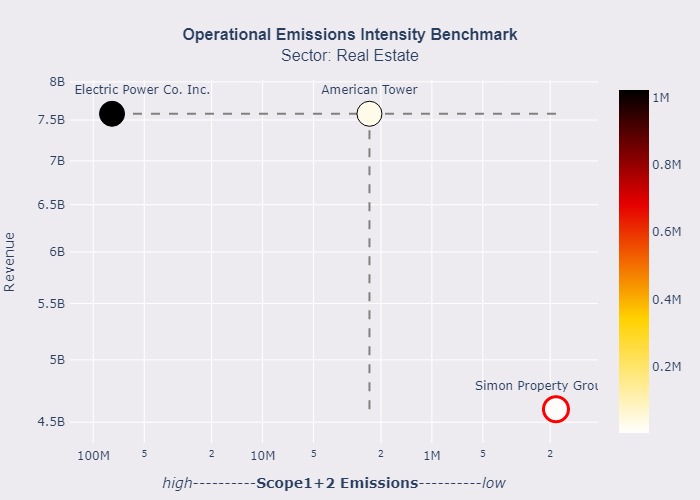 Operational Emissions Intensity Benchmark
Sector: Real Estate
8B
Electric Power Co. Inc.
American Tower
7.5B
7B
6.5B
6B
5.5B
5B
4.5B
Simon Property Grou
Revenue
100M 5 2 10M 5 2 1M 5 2
high----------Scope1+2 Emissions----------low
1M
0.8M
0.6M
0.4M
0.2M